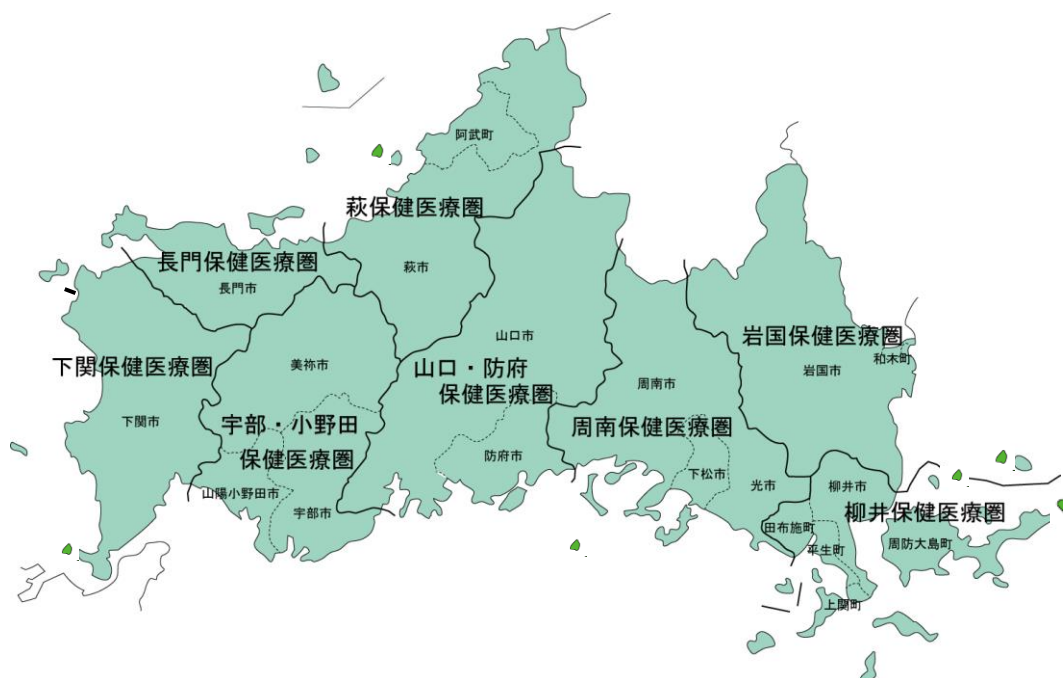 阿武町
萩保健医療圏
萩市
長門保健医療圏
長門市
下関保健医療圏
下関市
美祢市
宇部・小野田
保健医療圏
山陽小野田市
宇部市
山口市
山口・防府
保健医療圏
防府市
周南市
周南保健医療圏
下松市
光市
岩国保健医療圏
和木町
岩国市
柳井市
柳井保健医療圏
田布施町
平生町
周防大島町
上関町